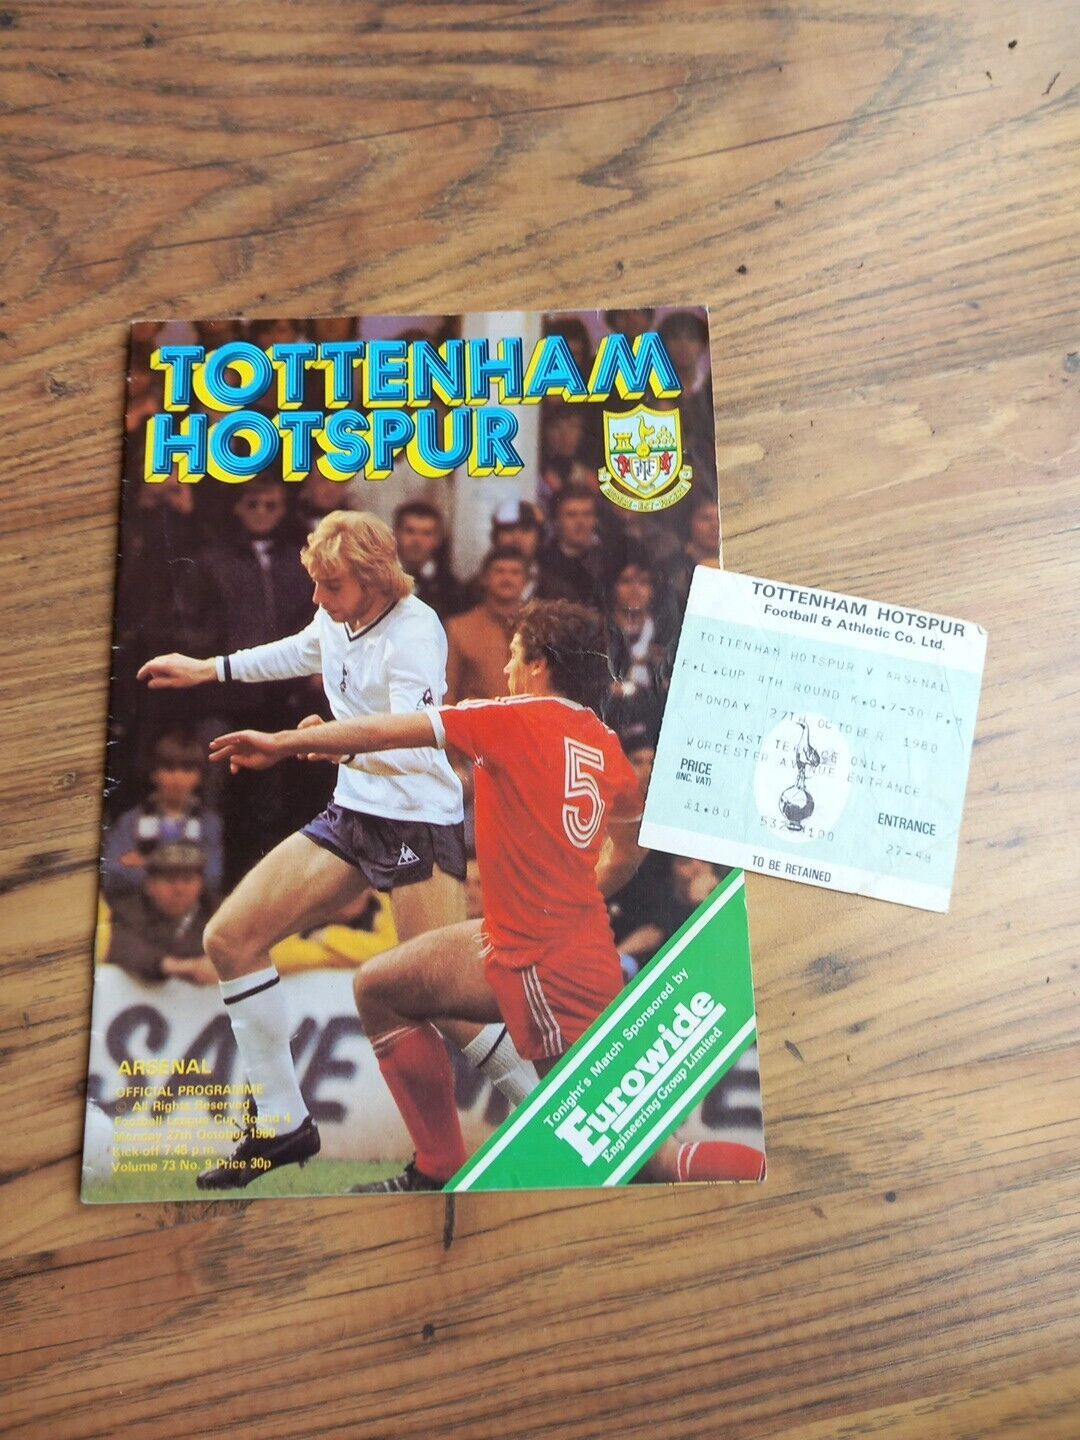 TOTTENHAM
HOTSPUR
5
SAVE
ARSENAL
OFFICIAL PROGRAMME
© All Rights Reserved
Football League Cup Round 4
Monday 27th October 1980
Kick-off 7.45 p.m.
Volume 73 No. 9 Price 30p
Tonight's Match Sponsored by
Eurowide
Engineering Group Limited
TOTTENHAM HOTSPUR
Football & Athletic Co. Ltd.
TOTTENHAM HOTSPUR V ARSENAL
F.L.CUP 4TH ROUND K.O.7-30 P.M
MONDAY 27TH OCTOBER 1980
EAST ONLY
WORCESTER AVENUE ENTRANCE
PRICE
(INC. VAT)
£1.80
ENTRANCE
27-48
TO BE RETAINED